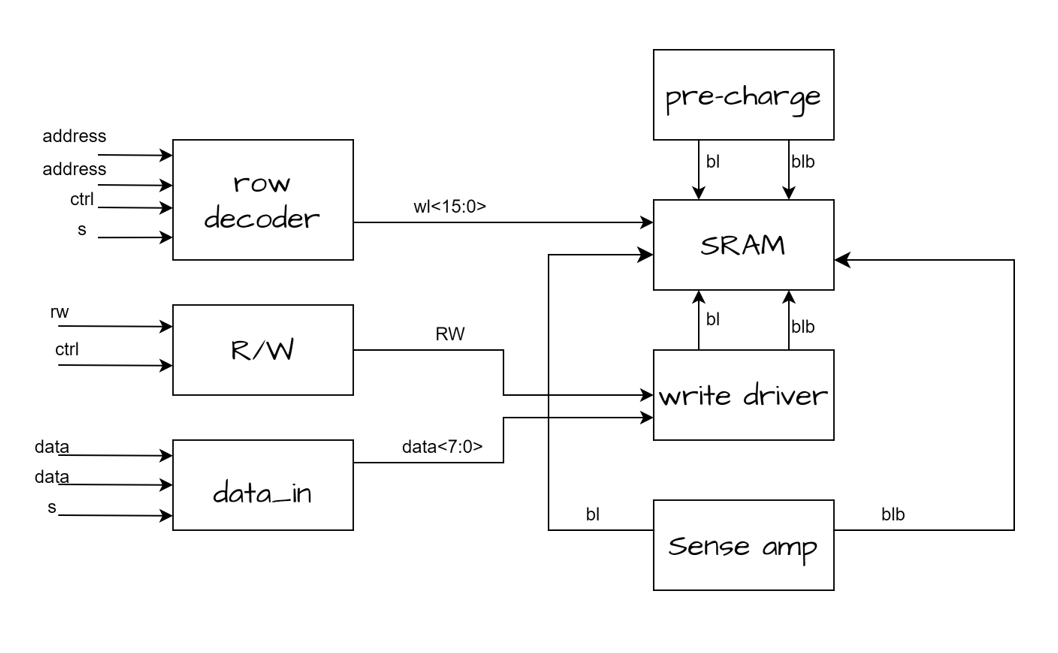 pre-charge
bl
blb
address
address
ctrl
s
row
decoder
wl<15:0>
SRAM
rw
ctrl
R/W
RW
bl
blb
write driver
data
data
s
data_in
data<7:0>
bl
Sense amp
blb